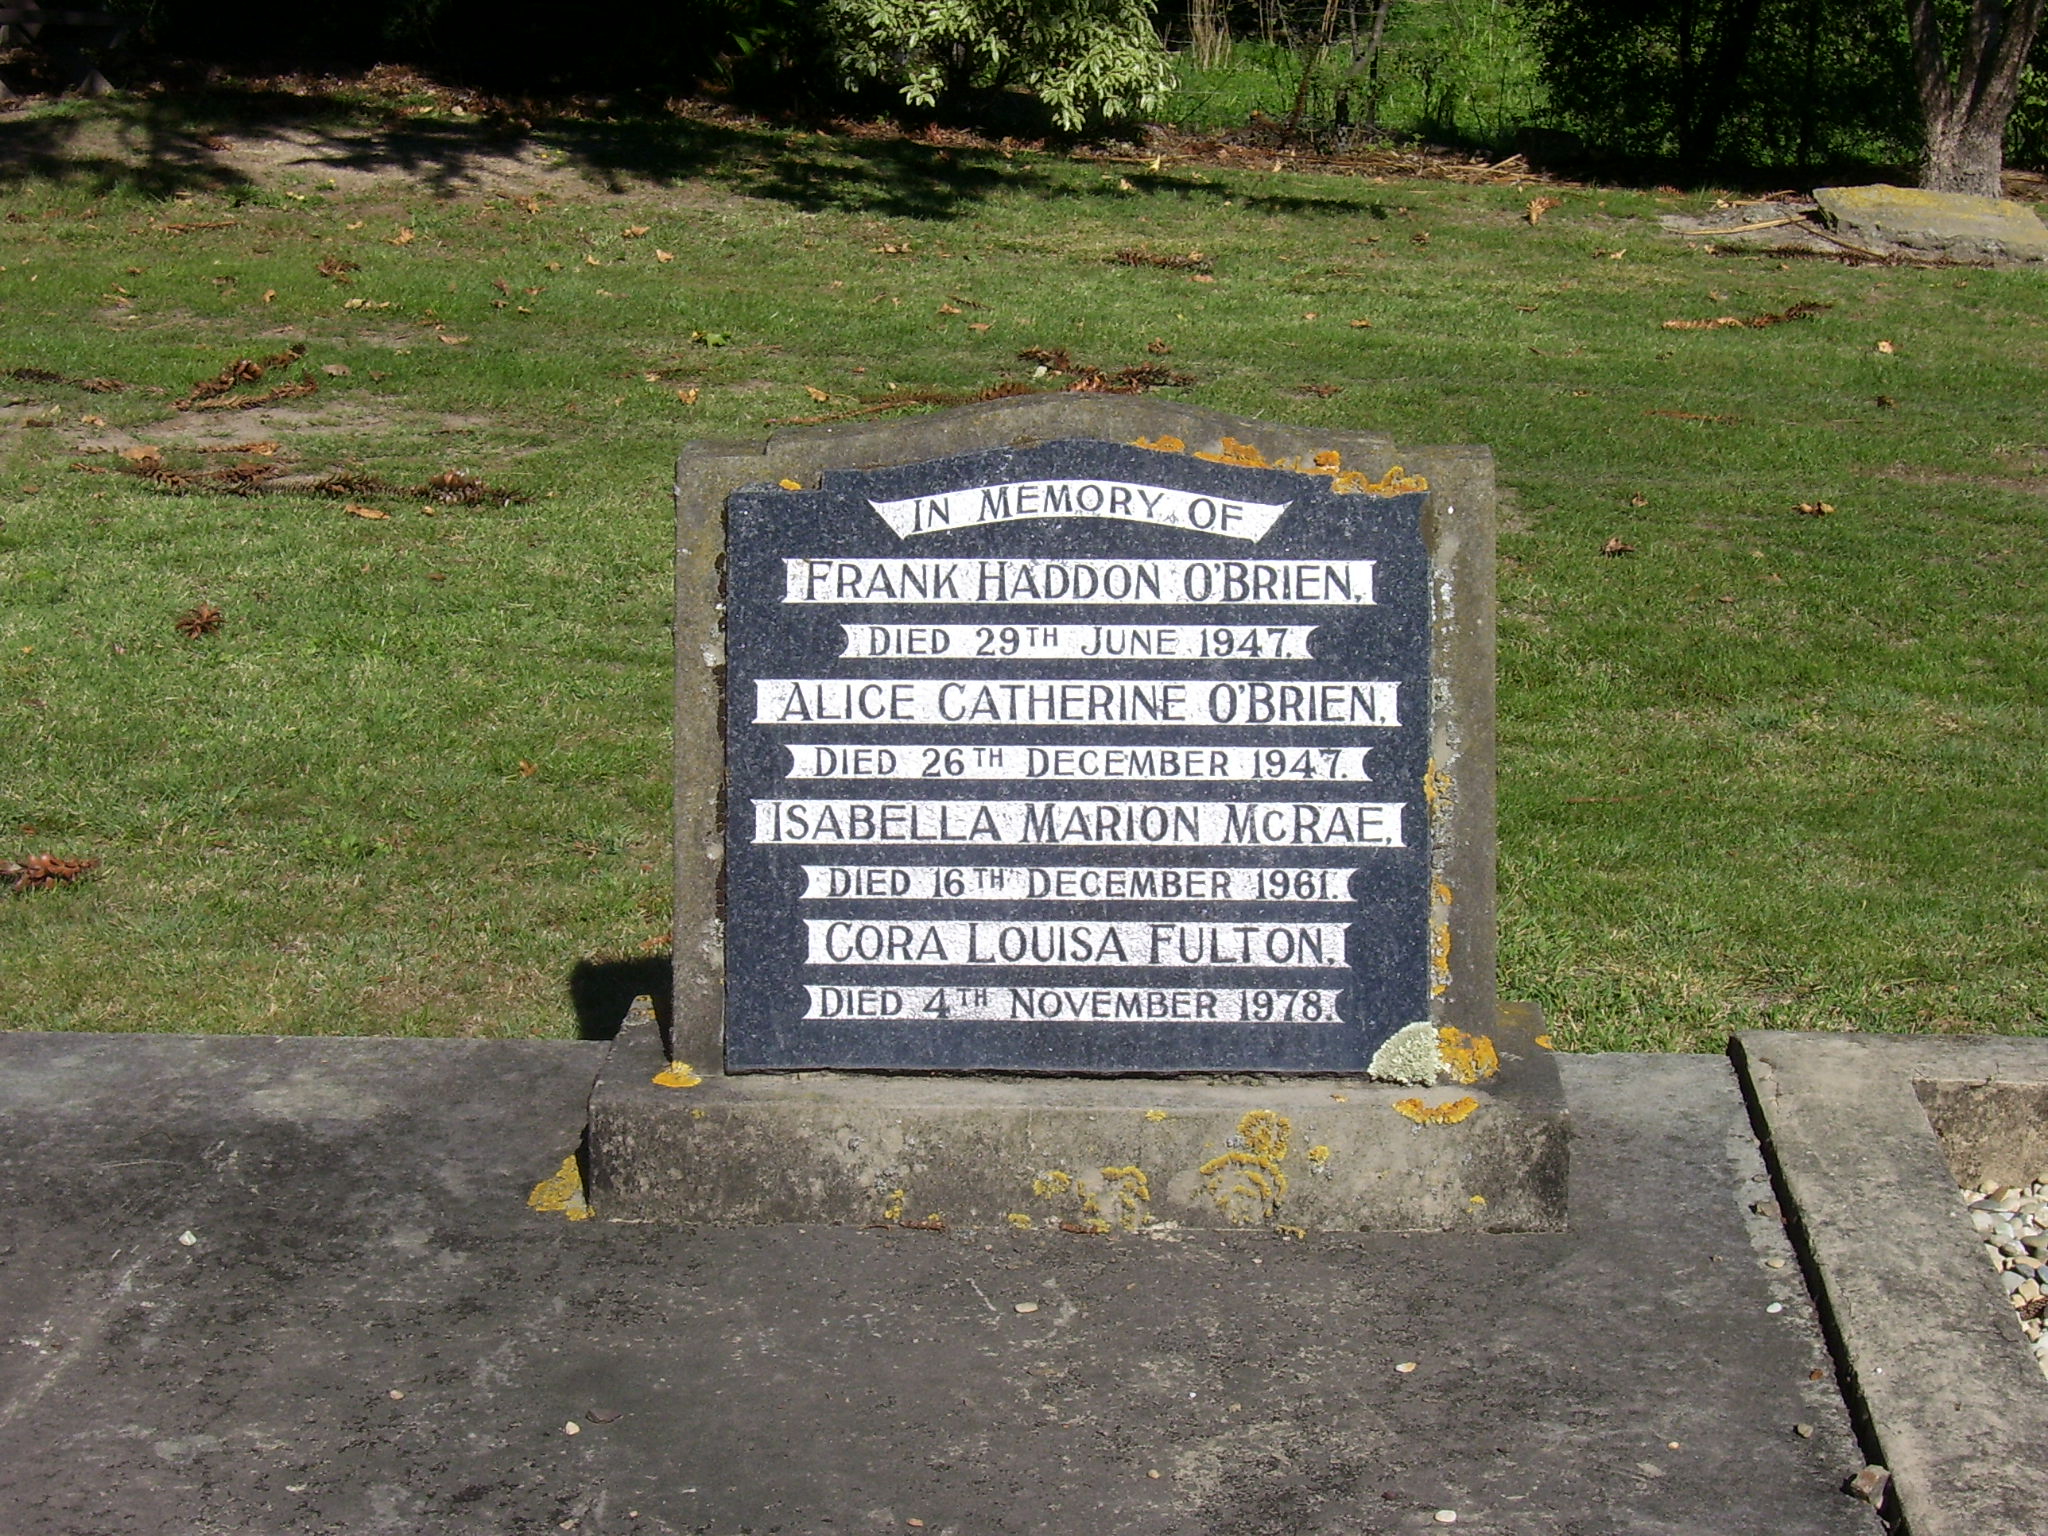 IN MEMORY OF
FRANK HADDON O'BRIEN,
DIED 29TH JUNE 1947.
ALICE CATHERINE O'BRIEN,
DIED 26TH DECEMBER 1947.
ISABELLA MARION MCRAE,
DIED 16TH DECEMBER 1961.
CORA LOUISA FULTON.
DIED 4TH NOVEMBER 1978.